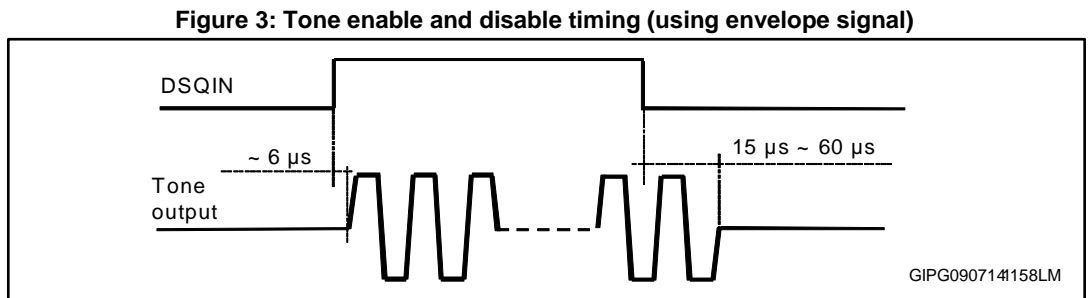 Figure 3: Tone enable and disable timing (using envelope signal)
DSQIN
~ 6 µs
15 µs ~ 60 µs
Tone
output
GIPG0907141158LM